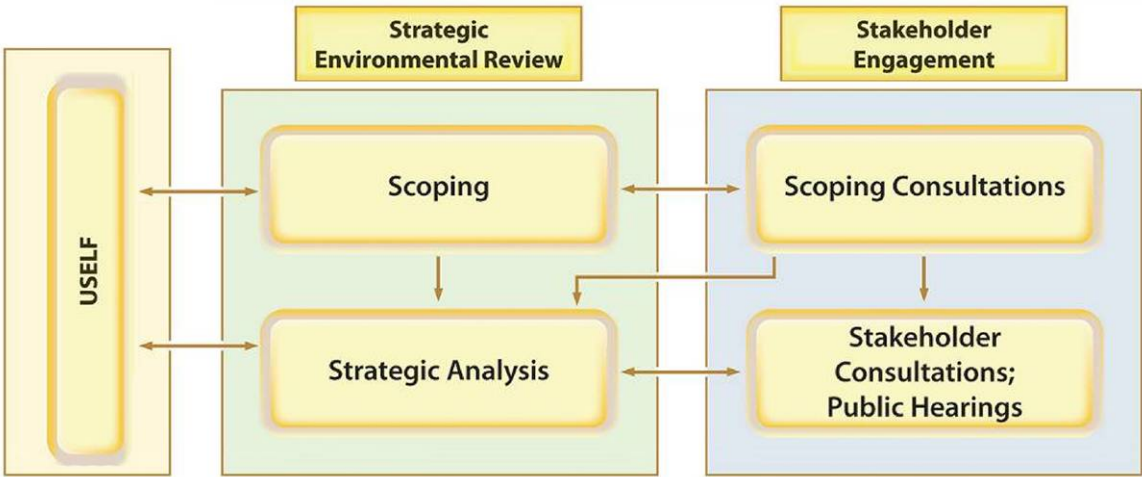 Strategic
Environmental Review
Stakeholder
Engagement
USELF
Scoping
Scoping Consultations
Strategic Analysis
Stakeholder
Consultations;
Public Hearings